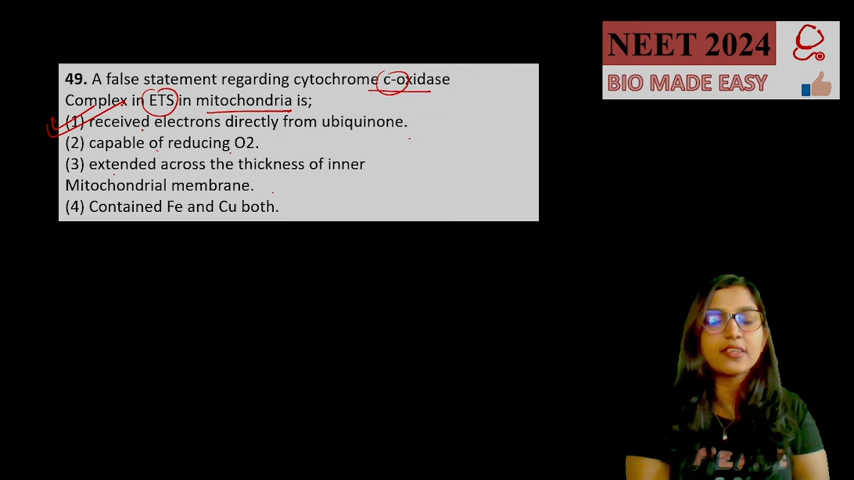 NEET 2024
BIO MADE EASY
49. A false statement regarding cytochrome c-oxidase
Complex in ETS in mitochondria is;
(1) received electrons directly from ubiquinone.
(2) capable of reducing O2.
(3) extended across the thickness of inner
Mitochondrial membrane.
(4) Contained Fe and Cu both.